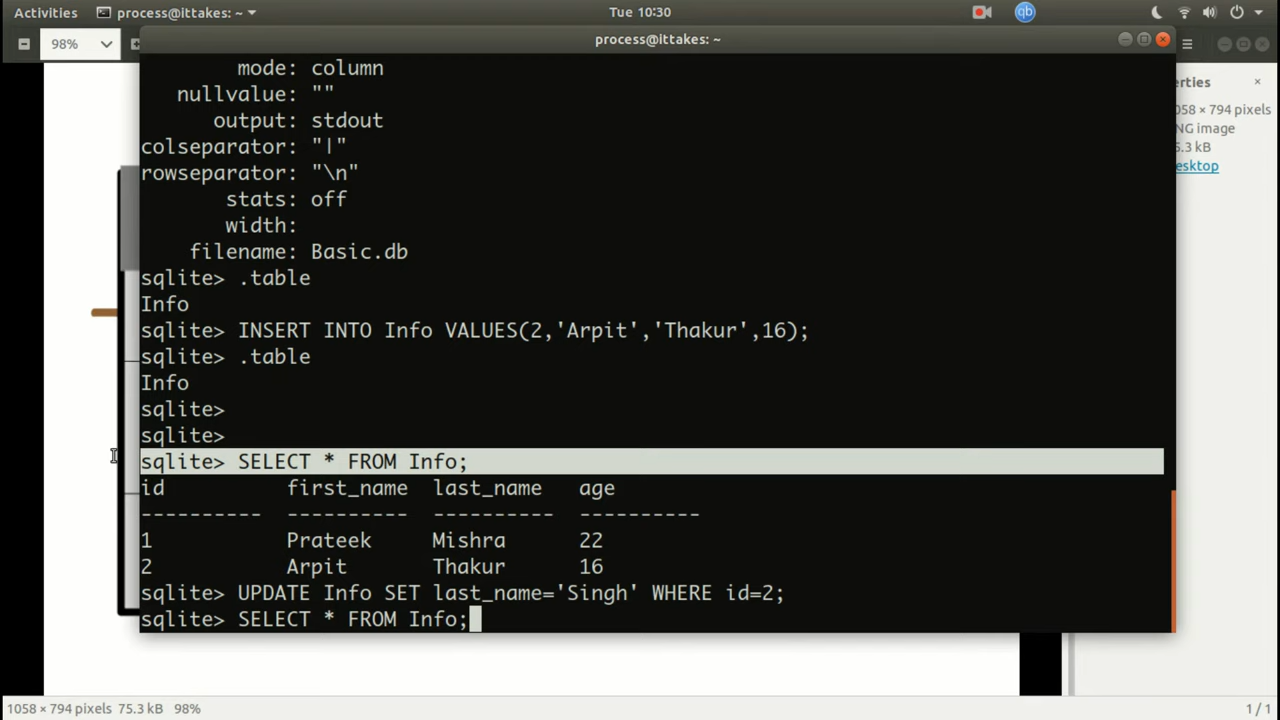 Activities process@ittakes: ~ Tue 10:30 qb
98%
process@ittakes: ~
mode: column
nullvalue: ""
output: stdout
colseparator: "|"
rowseparator: "\n"
stats: off
width:
filename: Basic.db
sqlite> .table
Info
sqlite> INSERT INTO Info VALUES(2,'Arpit','Thakur',16);
sqlite> .table
Info
sqlite>
sqlite>
sqlite> SELECT * FROM Info;
id first_name last_name age
---------- ---------- ---------- ----------
1 Prateek Mishra 22
2 Arpit Thakur 16
sqlite> UPDATE Info SET last_name='Singh' WHERE id=2;
sqlite> SELECT * FROM Info;
erties
058 × 794 pixels
NG image
5.3 kB
esktop
1058 × 794 pixels 75.3 kB 98% 1 / 1